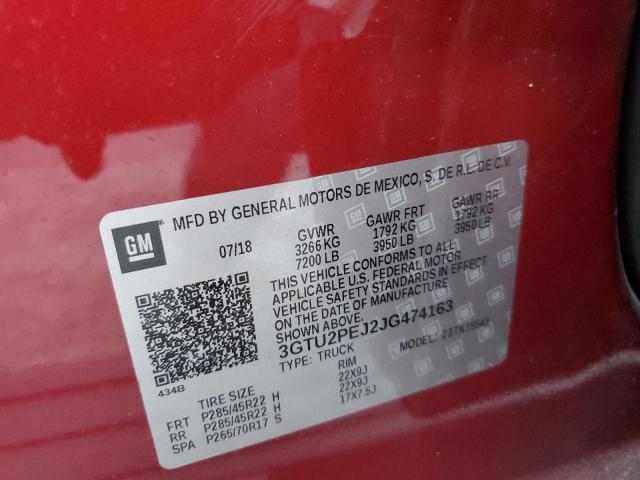 GM
MFD BY GENERAL MOTORS DE MEXICO, S. DE R.L. DE C.V.
07/18
GVWR GAWR FRT GAWR RR
3266 KG 1792 KG 1792 KG
7200 LB 3950 LB 3950 LB
THIS VEHICLE CONFORMS TO ALL
APPLICABLE U.S. FEDERAL MOTOR
VEHICLE SAFETY STANDARDS IN EFFECT
ON THE DATE OF MANUFACTURE
SHOWN ABOVE.
3GTU2PEJ2JG474163
TYPE: TRUCK MODEL: 23TK15543
434B
TIRE SIZE RIM
FRT P285/45R22 H 22X9J
RR P285/45R22 H 22X9J
SPA P265/70R17 S 17X7.5J